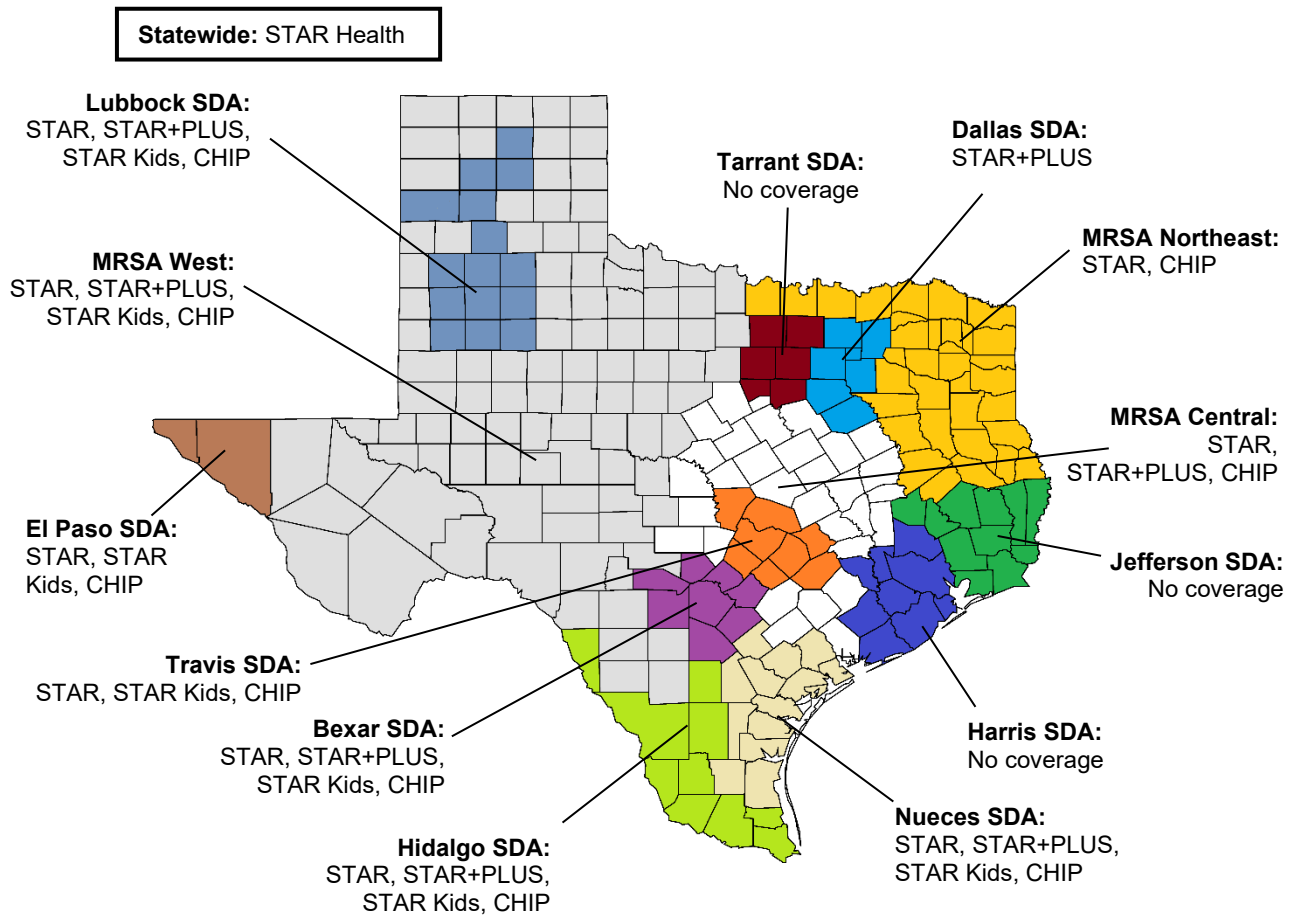 Statewide: STAR Health
Lubbock SDA:
STAR, STAR+PLUS,
STAR Kids, CHIP
Dallas SDA:
STAR+PLUS
Tarrant SDA:
No coverage
MRSA Northeast:
STAR, CHIP
MRSA West:
STAR, STAR+PLUS,
STAR Kids, CHIP
MRSA Central:
STAR,
STAR+PLUS, CHIP
El Paso SDA:
STAR, STAR
Kids, CHIP
Jefferson SDA:
No coverage
Travis SDA:
STAR, STAR Kids, CHIP
Bexar SDA:
STAR, STAR+PLUS,
STAR Kids, CHIP
Harris SDA:
No coverage
Nueces SDA:
STAR, STAR+PLUS,
STAR Kids, CHIP
Hidalgo SDA:
STAR, STAR+PLUS,
STAR Kids, CHIP